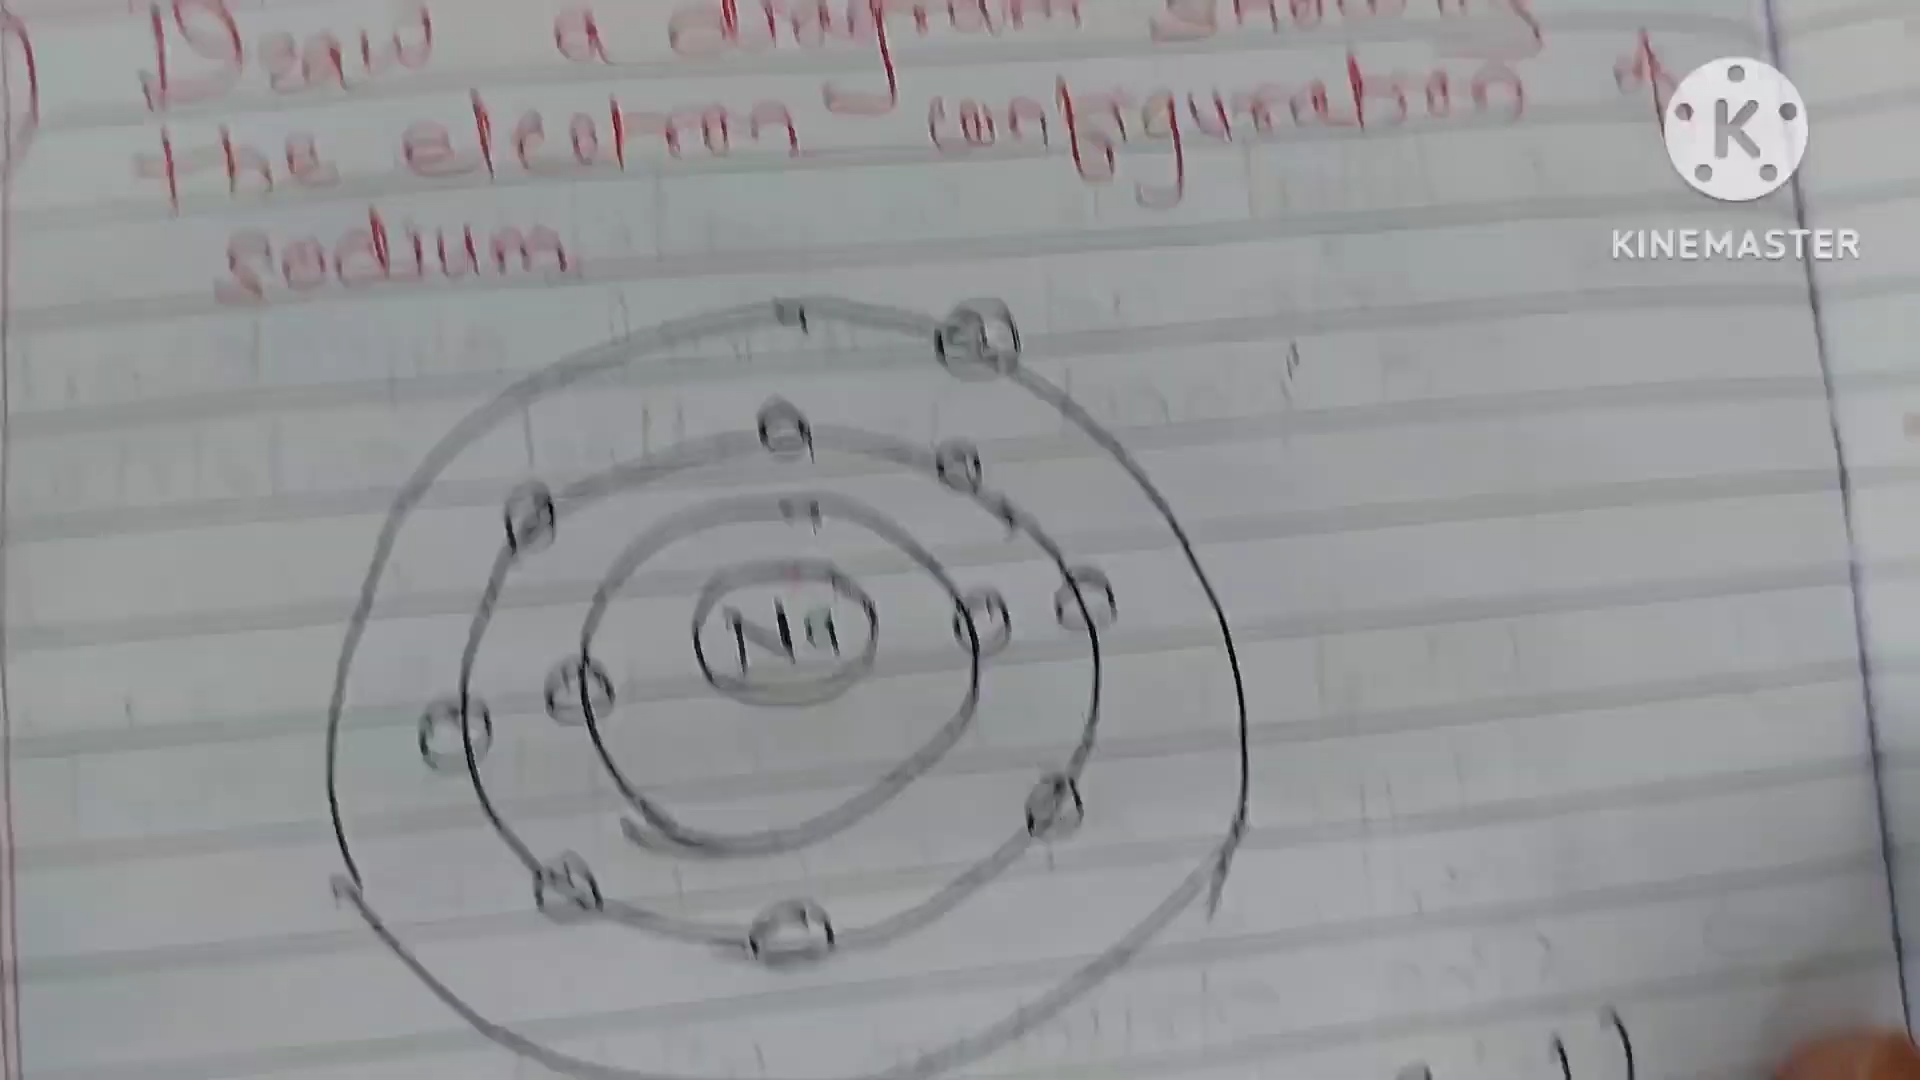 Draw a diagram showing
the electron configuration of
sodium
Na
K
KINEMASTER